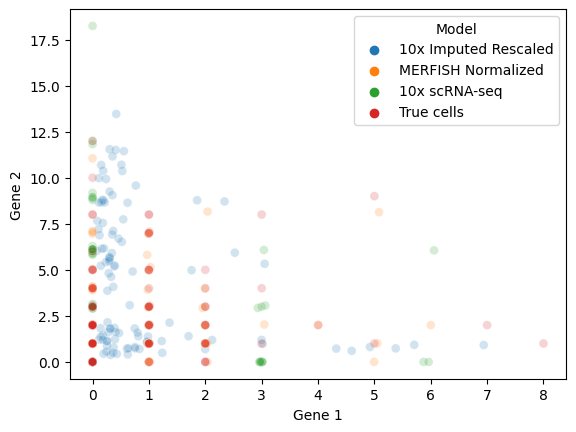 Model
10x Imputed Rescaled
MERFISH Normalized
10x scRNA-seq
True cells
17.5
15.0
12.5
10.0
7.5
5.0
2.5
0.0
Gene 2
0 1 2 3 4 5 6 7 8
Gene 1